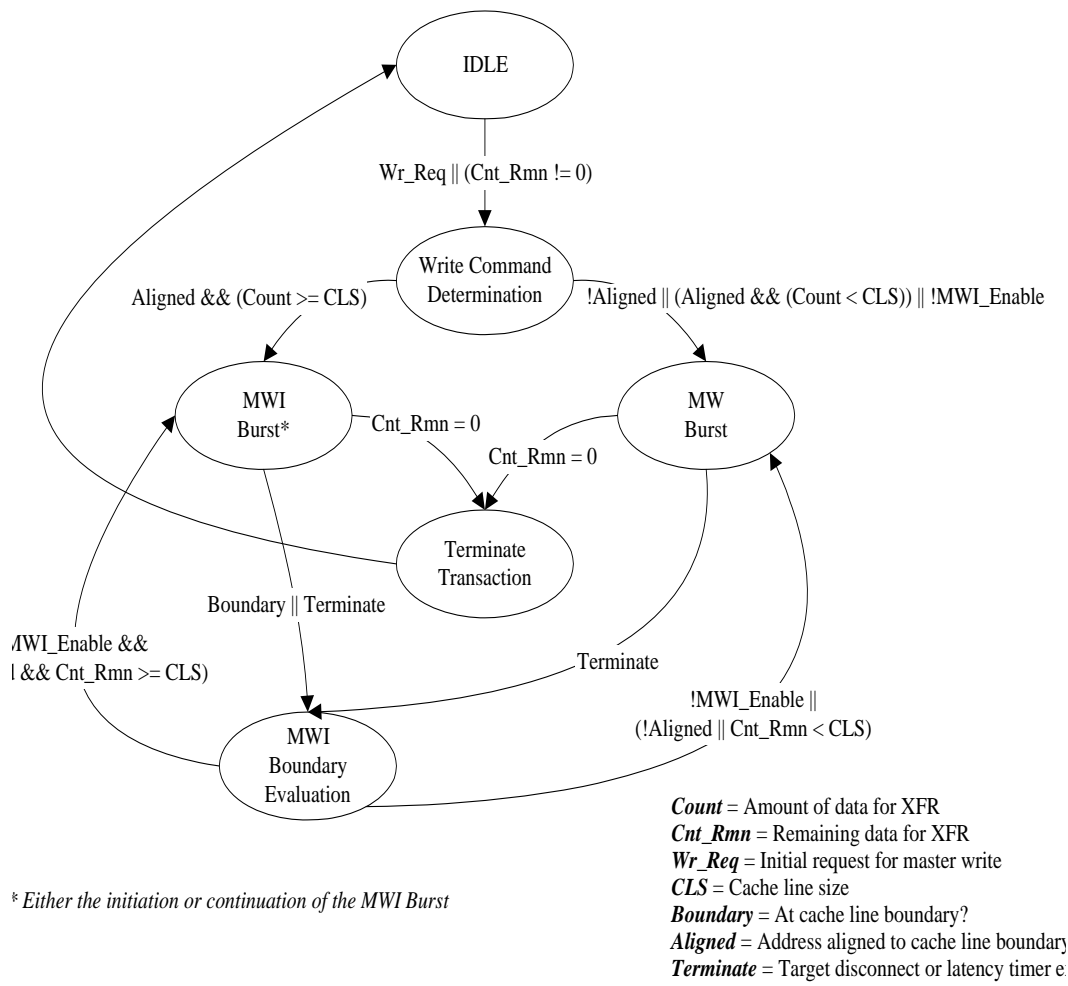 IDLE
Wr_Req || (Cnt_Rmn != 0)
Write Command
Determination
Aligned && (Count >= CLS)
!Aligned || (Aligned && (Count < CLS)) || !MWI_Enable
MWI
Burst*
MW
Burst
Cnt_Rmn = 0
Cnt_Rmn = 0
Terminate
Transaction
Boundary || Terminate
MWI_Enable &&
&& Cnt_Rmn >= CLS)
Terminate
!MWI_Enable ||
(!Aligned || Cnt_Rmn < CLS)
MWI
Boundary
Evaluation
Count = Amount of data for XFR
Cnt_Rmn = Remaining data for XFR
Wr_Req = Initial request for master write
CLS = Cache line size
Boundary = At cache line boundary?
Aligned = Address aligned to cache line boundary
Terminate = Target disconnect or latency timer
* Either the initiation or continuation of the MWI Burst